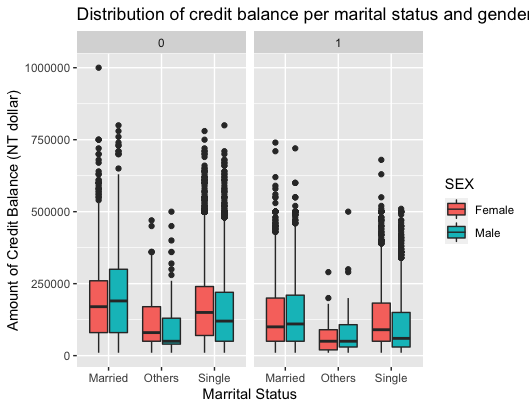 Distribution of credit balance per marital status and gender
0
1
1000000
750000
500000
250000
0
Amount of Credit Balance (NT dollar)
Married
Others
Single
Married
Others
Single
Marrital Status
SEX
Female
Male